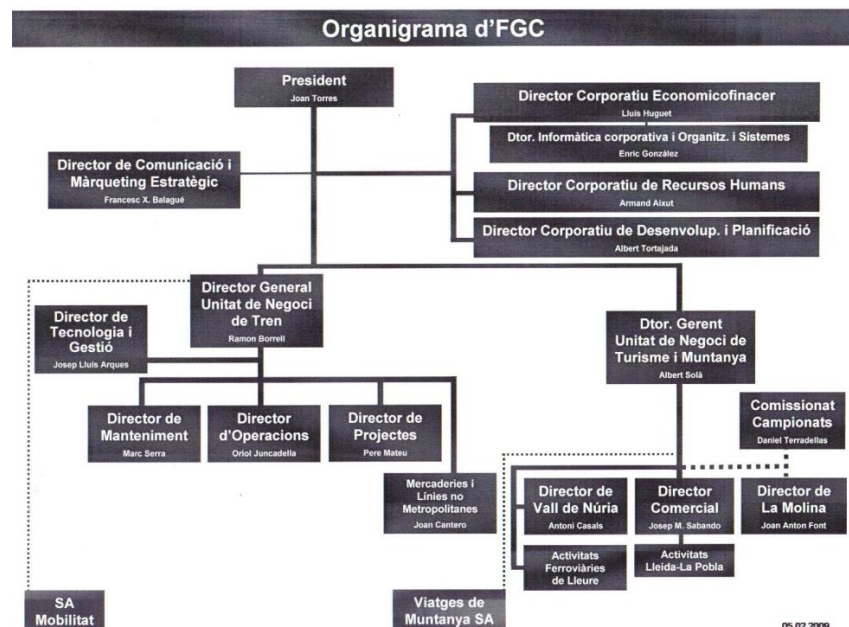 Organigrama d'FGC
President
Joan Torres
Director Corporatiu Economicofinacer
Lluís Huguet
Dtor. Informàtica corporativa i Organitz. i Sistemes
Enric González
Director de Comunicació i
Màrqueting Estratègic
Francesc X. Balagué
Director Corporatiu de Recursos Humans
Armand Aixut
Director Corporatiu de Desenvolup. i Planificació
Albert Tortajada
Director General
Unitat de Negoci
de Tren
Ramon Borrell
Director de
Tecnologia i
Gestió
Josep Lluís Arques
Dtor. Gerent
Unitat de Negoci de
Turisme i Muntanya
Albert Solà
Director de
Manteniment
Marc Serra
Director
d'Operacions
Oriol Juncadella
Director de
Projectes
Pere Mateu
Comissionat
Campionats
Daniel Terradellas
Mercaderies i
Línies no
Metropolitanes
Joan Cantero
Director de
Vall de Núria
Antoni Casals
Director
Comercial
Josep M. Sabando
Director de
La Molina
Joan Anton Font
Activitats
Ferroviàries
de Lleure
Activitats
Lleida-La Pobla
SA
Mobilitat
Viatges de
Muntanya SA
05.02.2009